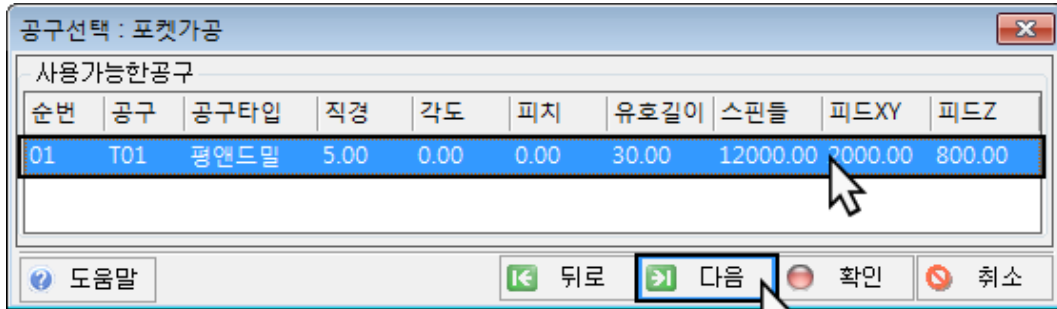 공구선택 : 포켓가공
사용가능한공구
순번 공구 공구타입 직경 각도 피치 유호길이 스핀들 피드XY 피드Z
01 T01 평앤드밀 5.00 0.00 0.00 30.00 12000.00 2000.00 800.00
도움말 뒤로 다음 확인 취소